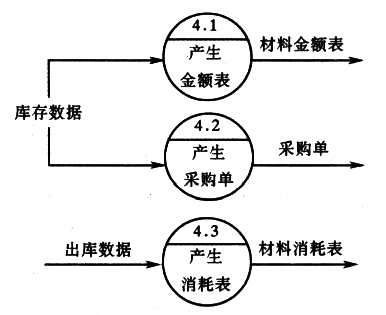 4.1
产生
金额表
材料金额表
库存数据
4.2
产生
采购单
采购单
出库数据
4.3
产生
消耗表
材料消耗表